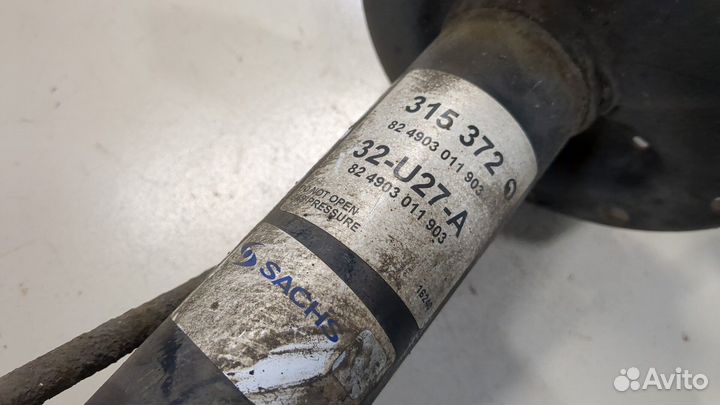 315 372
82 4903 011 903
32-U27-A
82 4903 011 903
DO NOT OPEN
PRESSURE
SACHS
Avito